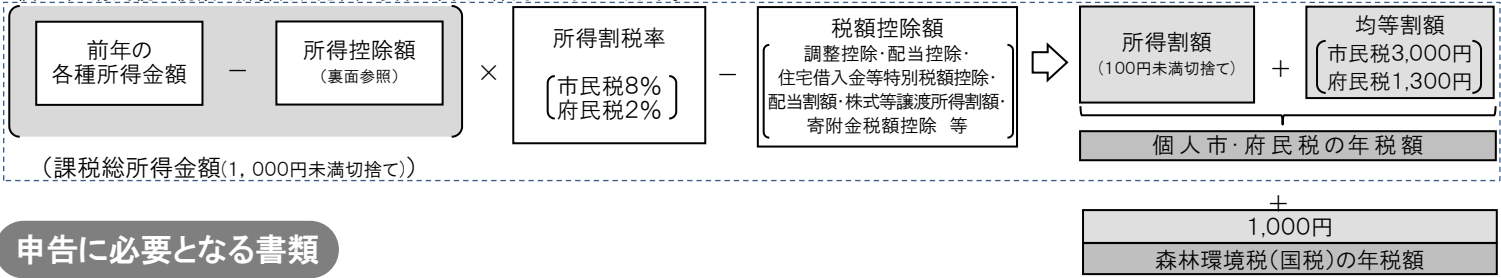 前年の
各種所得金額
－
所得控除額
(裏面参照)
×
所得割税率
市民税8%
府民税2%
－
税額控除額
調整控除・配当控除・
住宅借入金等特別税額控除・
配当割額・株式等譲渡所得割額・
寄附金税額控除 等
所得割額
(100円未満切捨て)
＋
均等割額
市民税3,000円
府民税1,300円
個人市・府民税の年税額
(課税総所得金額(1,000円未満切捨て))
＋
1,000円
森林環境税(国税)の年税額
申告に必要となる書類